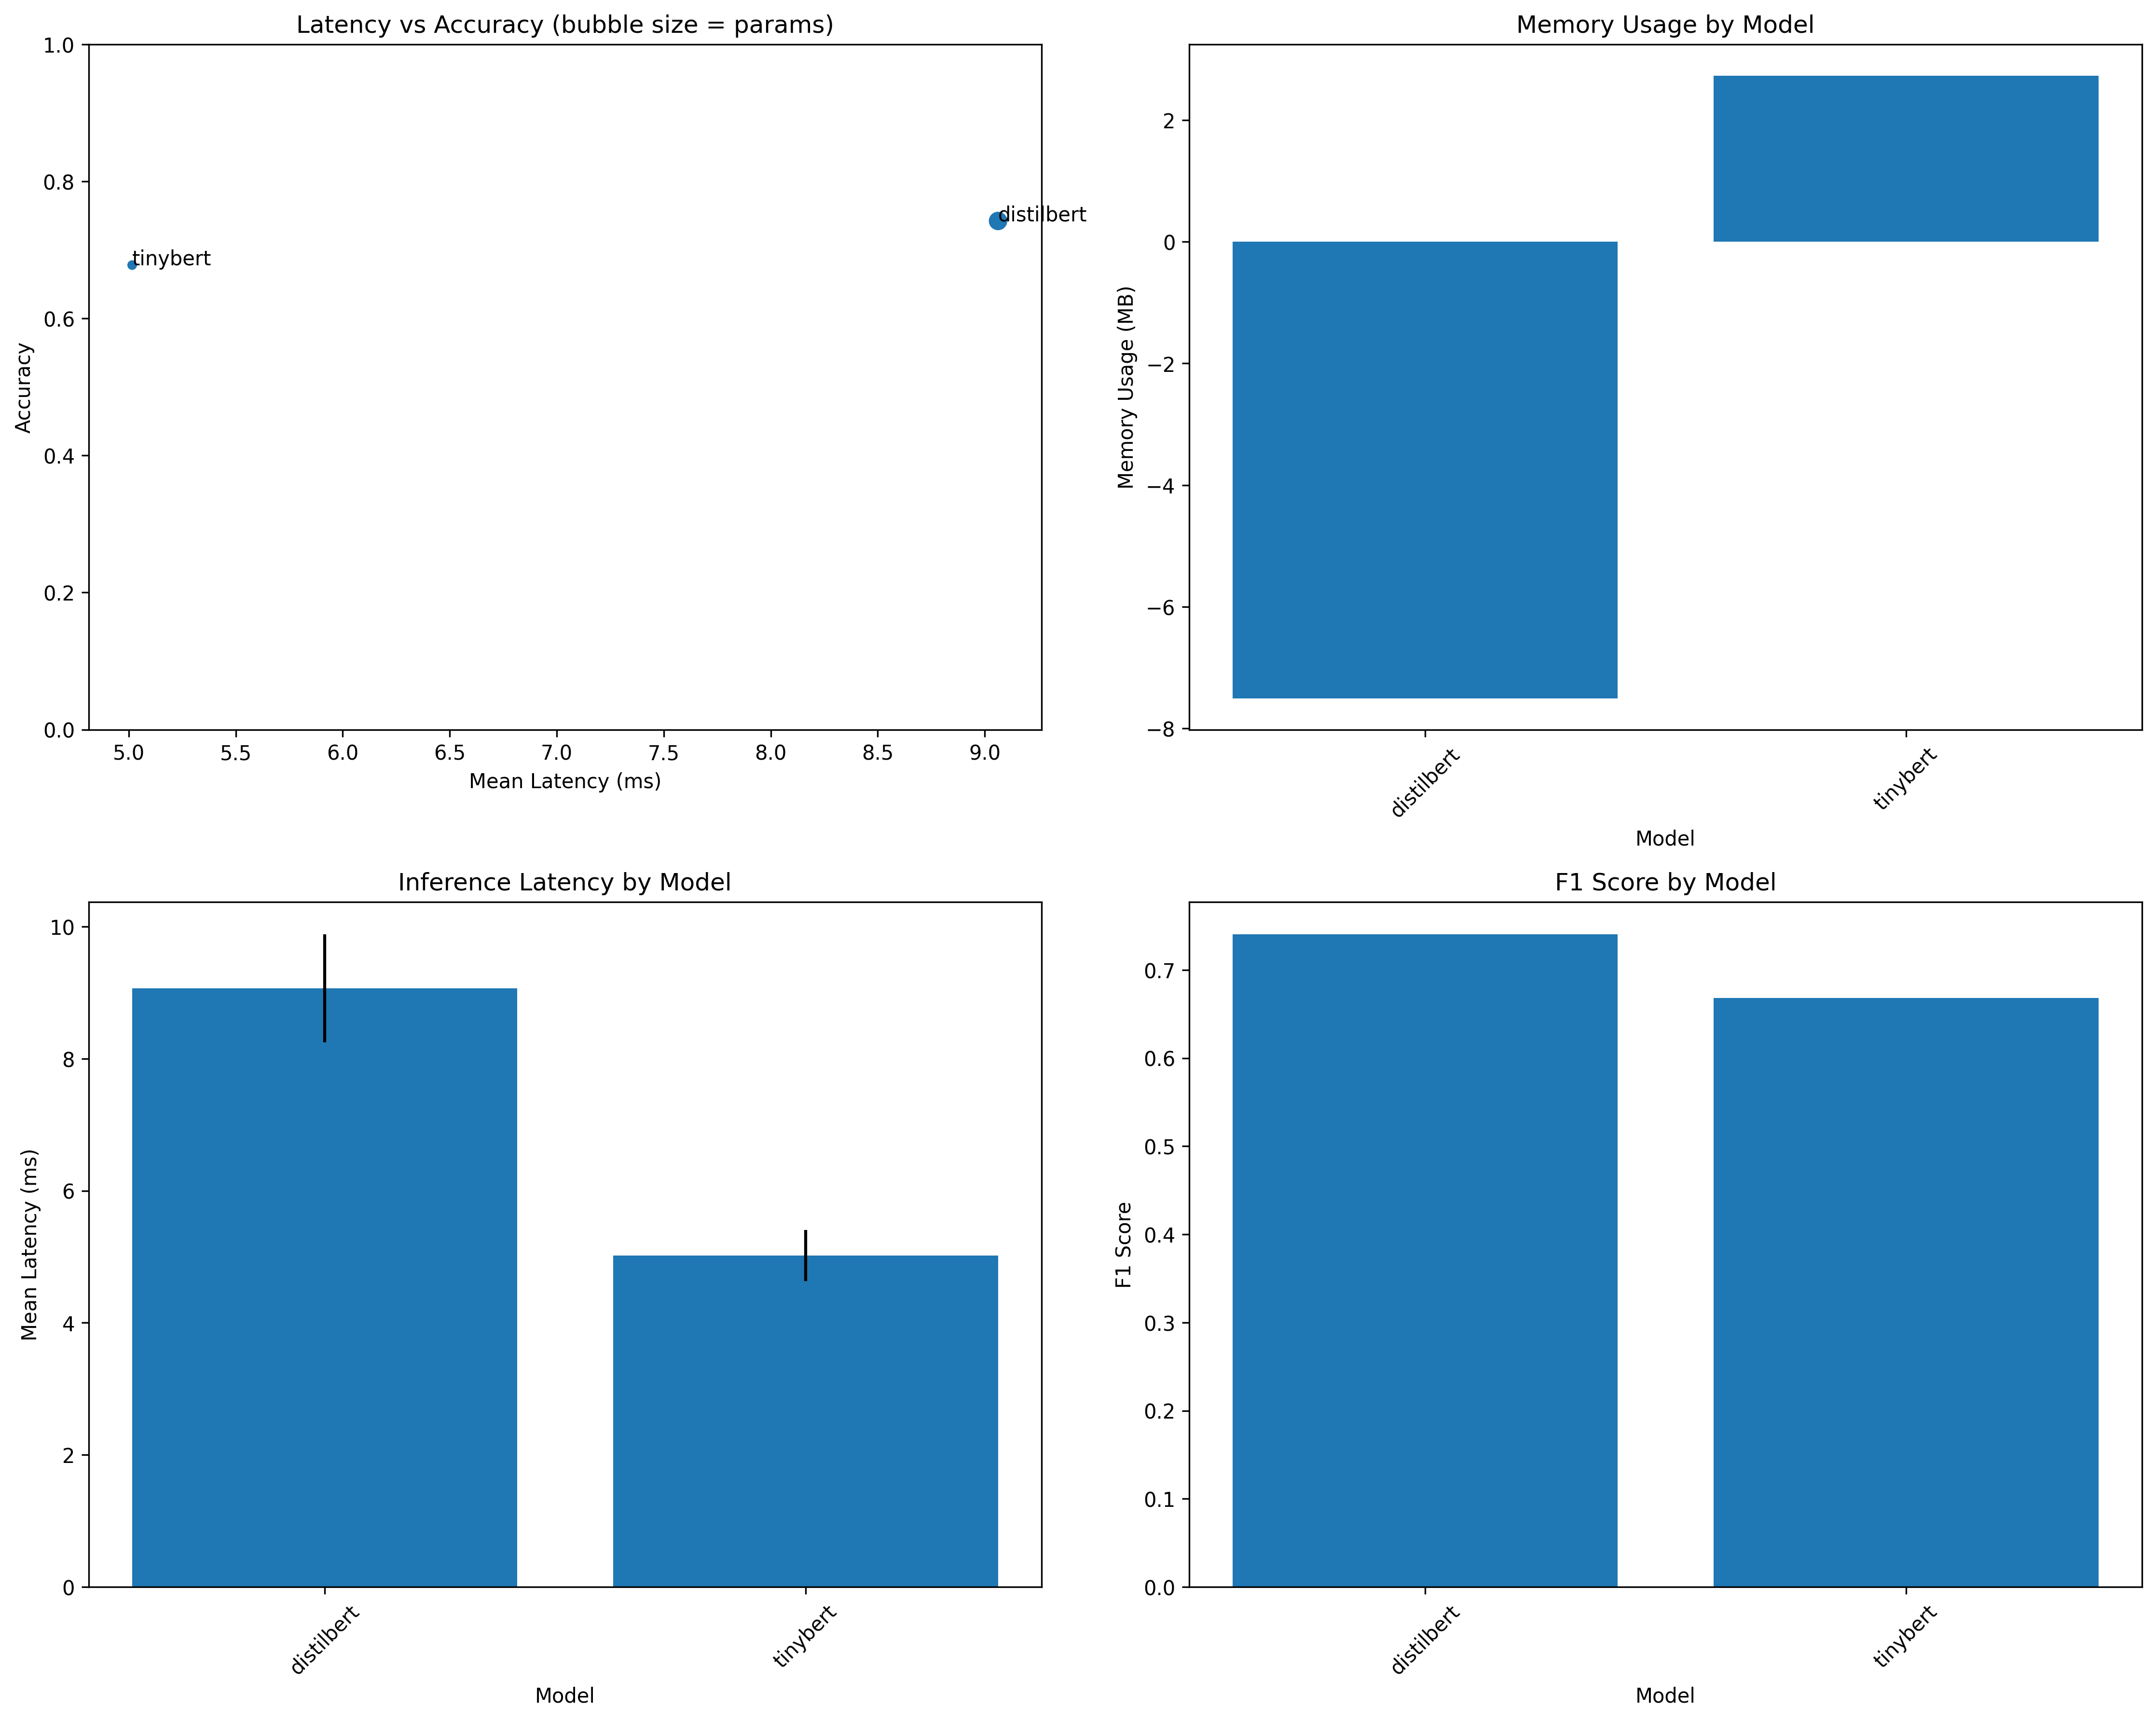 Latency vs Accuracy (bubble size = params)
1.0
0.8
0.6
0.4
0.2
0.0
Accuracy
tinybert
distilbert
5.0 5.5 6.0 6.5 7.0 7.5 8.0 8.5 9.0
Mean Latency (ms)
Memory Usage by Model
2
0
−2
−4
−6
−8
Memory Usage (MB)
distilbert tinybert
Model
Inference Latency by Model
10
8
6
4
2
0
Mean Latency (ms)
distilbert tinybert
Model
F1 Score by Model
0.7
0.6
0.5
0.4
0.3
0.2
0.1
0.0
F1 Score
distilbert tinybert
Model